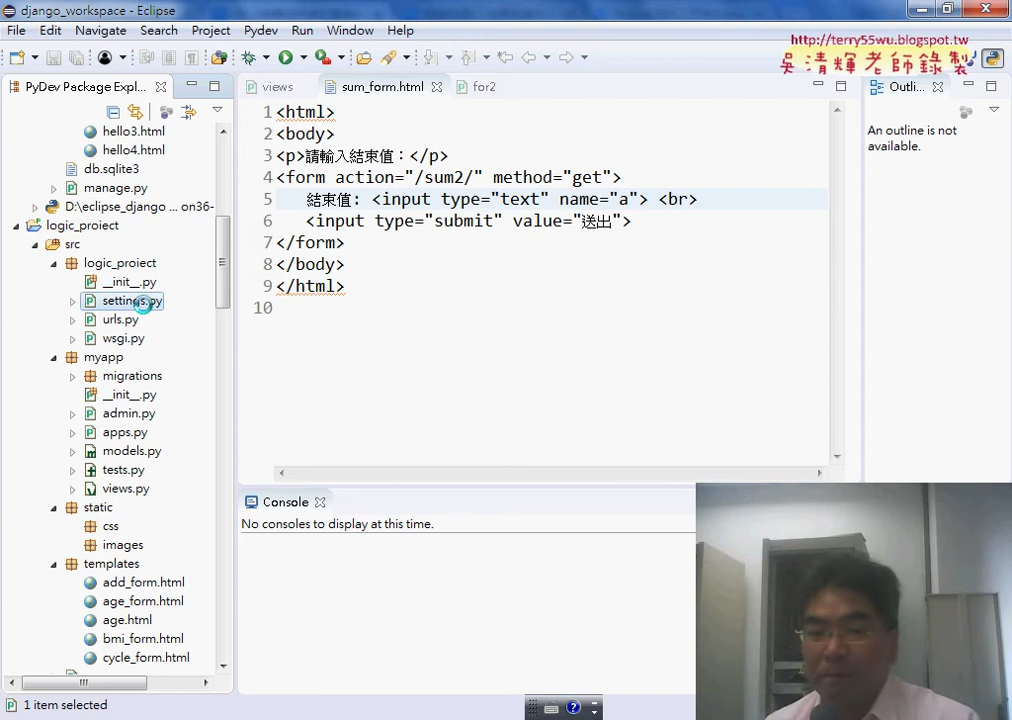 django_workspace - Eclipse
File Edit Navigate Search Project Pydev Run Window Help
http://terry55wu.blogspot.tw
吳清輝老師錄製
PyDev Package Expl...
views
sum_form.html
for2
Outli...
hello3.html
hello4.html
db.sqlite3
manage.py
D:\eclipse_django ... on36-
logic_project
src
logic_project
__init__.py
settings.py
urls.py
wsgi.py
myapp
migrations
__init__.py
admin.py
apps.py
models.py
tests.py
views.py
static
css
images
templates
add_form.html
age_form.html
age.html
bmi_form.html
cycle_form.html
1 item selected
1 <html>
2 <body>
3 <p>請輸入結束值：</p>
4 <form action="/sum2/" method="get">
5 結束值: <input type="text" name="a"> <br>
6 <input type="submit" value="送出">
7 </form>
8 </body>
9 </html>
10
An outline is not
available.
Console
No consoles to display at this time.